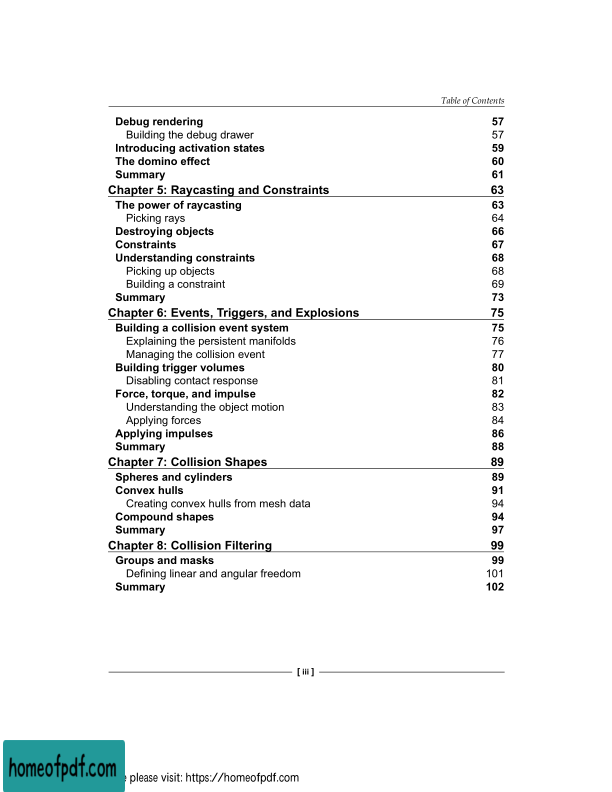 Table of Contents
Debug rendering 57
Building the debug drawer 57
Introducing activation states 59
The domino effect 60
Summary 61
Chapter 5: Raycasting and Constraints 63
The power of raycasting 63
Picking rays 64
Destroying objects 66
Constraints 67
Understanding constraints 68
Picking up objects 68
Building a constraint 69
Summary 73
Chapter 6: Events, Triggers, and Explosions 75
Building a collision event system 75
Explaining the persistent manifolds 76
Managing the collision event 77
Building trigger volumes 80
Disabling contact response 81
Force, torque, and impulse 82
Understanding the object motion 83
Applying forces 84
Applying impulses 86
Summary 88
Chapter 7: Collision Shapes 89
Spheres and cylinders 89
Convex hulls 91
Creating convex hulls from mesh data 94
Compound shapes 94
Summary 97
Chapter 8: Collision Filtering 99
Groups and masks 99
Defining linear and angular freedom 101
Summary 102
[ iii ]
homeofpdf.com
please visit: https://homeofpdf.com